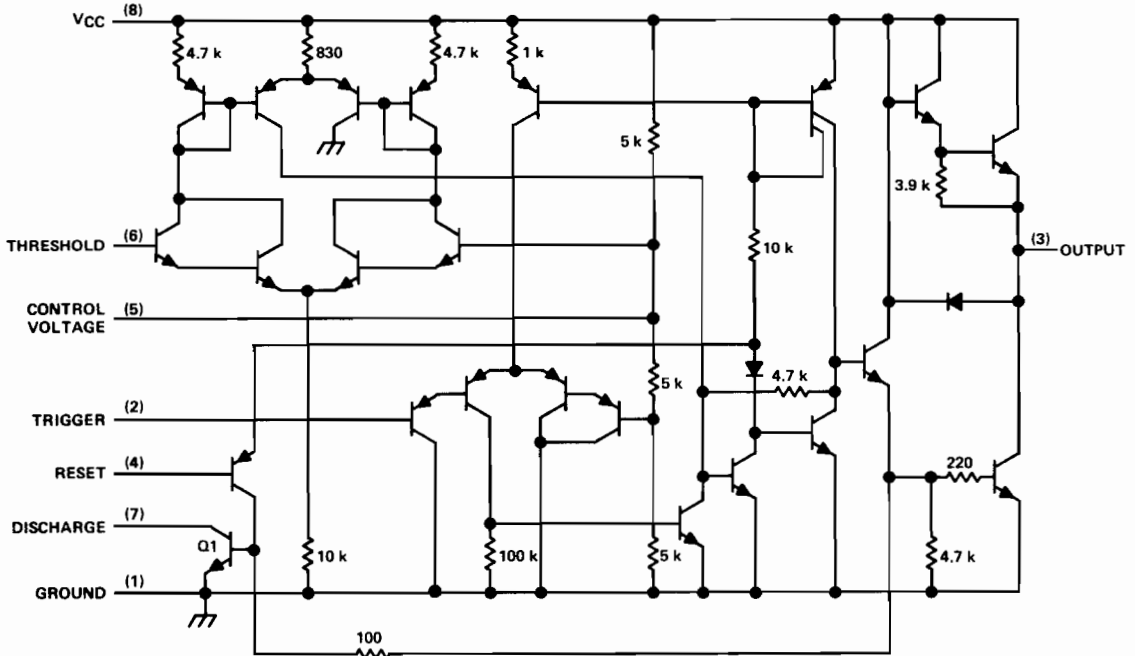 VCC (8)
4.7 k
830
4.7 k
1 k
5 k
3.9 k
THRESHOLD (6)
10 k
(3) OUTPUT
CONTROL VOLTAGE (5)
5 k
4.7 k
TRIGGER (2)
RESET (4)
220
DISCHARGE (7)
Q1
10 k
100 k
5 k
4.7 k
GROUND (1)
100